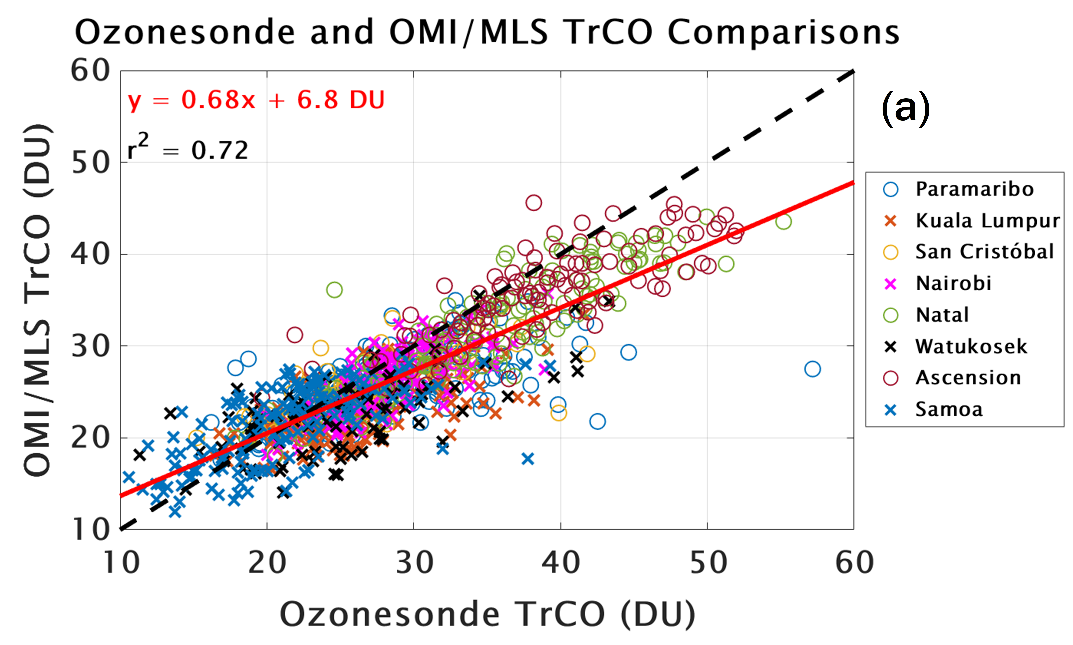 Ozonesonde and OMI/MLS TrCO Comparisons
y = 0.68x + 6.8 DU
r² = 0.72
(a)
60
50
40
30
20
10
OMI/MLS TrCO (DU)
10 20 30 40 50 60
Ozonesonde TrCO (DU)
Paramaribo
Kuala Lumpur
San Cristóbal
Nairobi
Natal
Watukosek
Ascension
Samoa